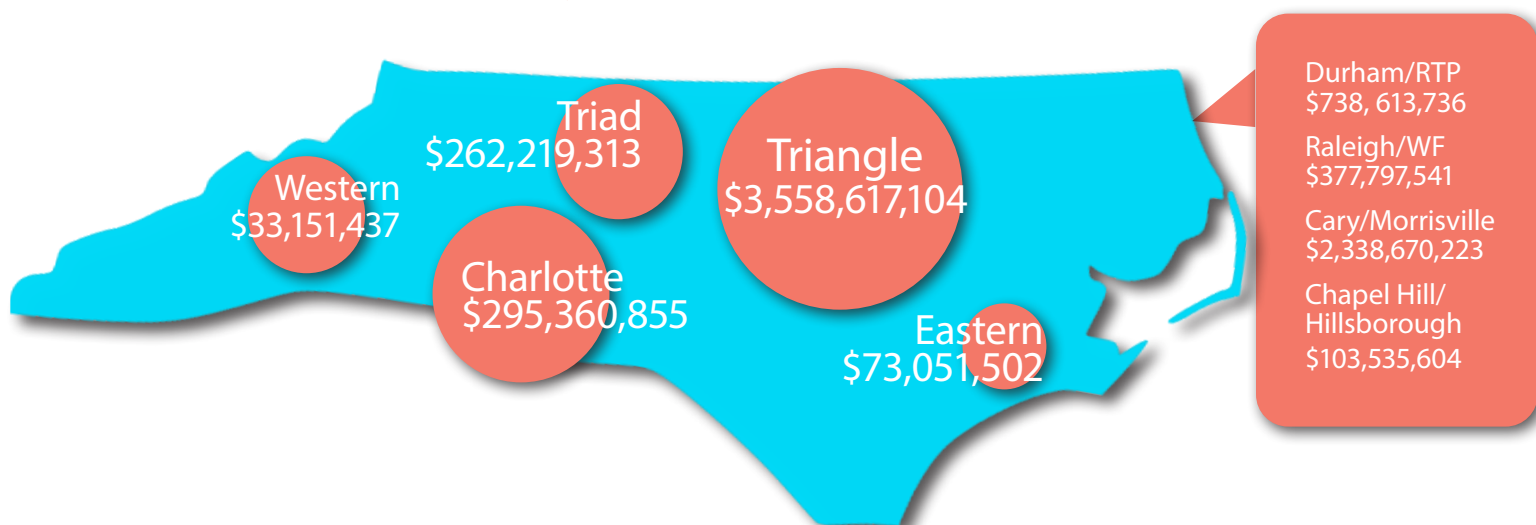 Triad
$262,219,313
Triangle
$3,558,617,104
Western
$33,151,437
Charlotte
$295,360,855
Eastern
$73,051,502
Durham/RTP
$738, 613,736
Raleigh/WF
$377,797,541
Cary/Morrisville
$2,338,670,223
Chapel Hill/
Hillsborough
$103,535,604